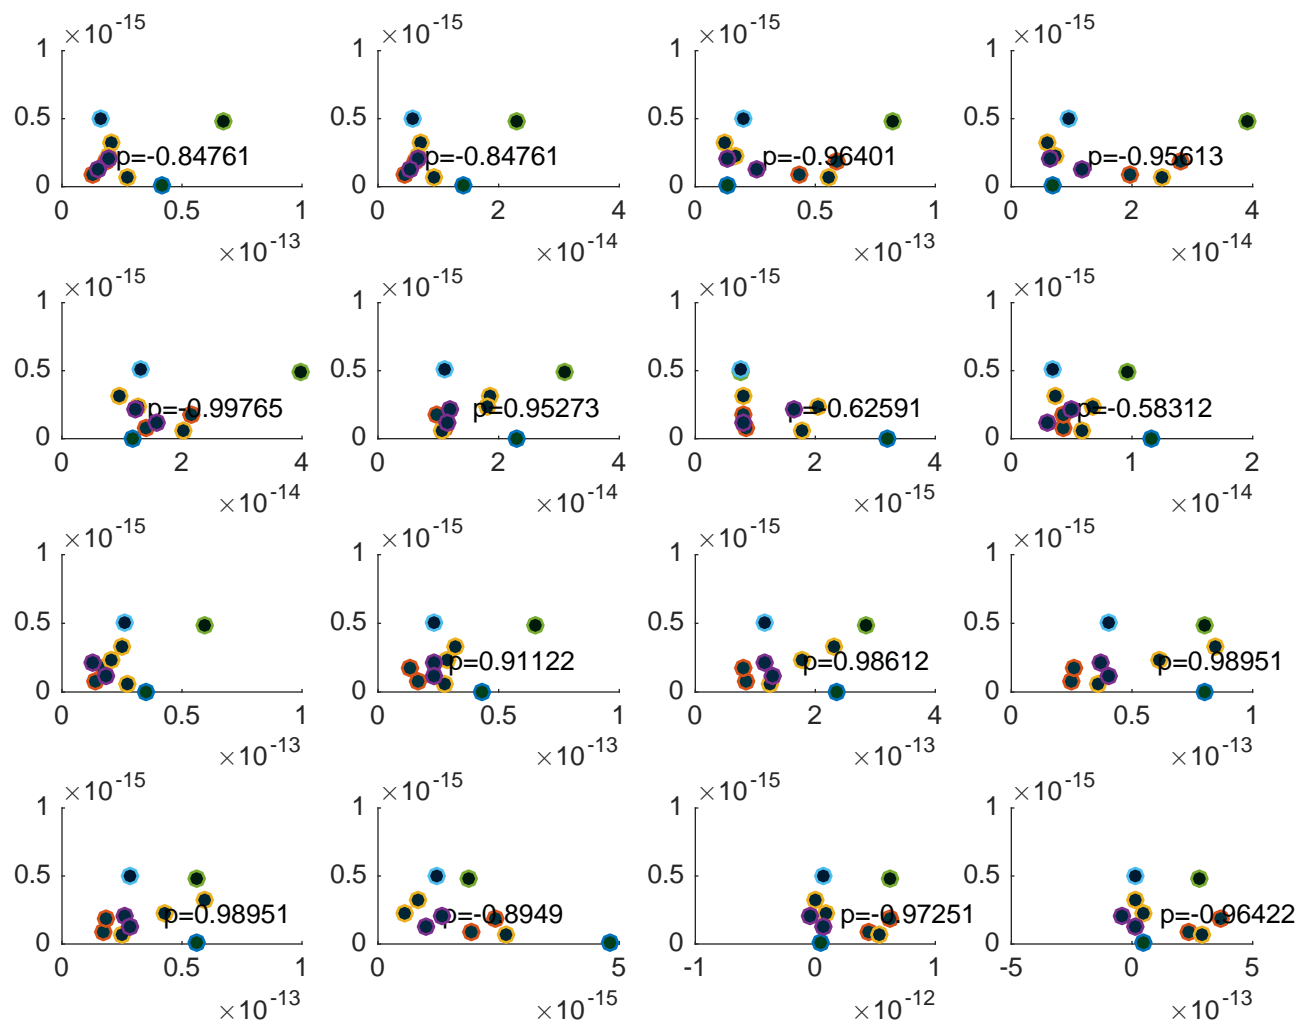 ×10-15 ×10-15 ×10-15 ×10-15
1 1 1 1
0.5 0.5 0.5 0.5
p=-0.84761 p=-0.84761 p=-0.96401 p=-0.95613
0 0 0 0
0 0.5 1 0 2 4 0 0.5 1 0 2 4
×10-13 ×10-14 ×10-13 ×10-14
×10-15 ×10-15 ×10-15 ×10-15
1 1 1 1
0.5 0.5 0.5 0.5
p=-0.99765 p=0.95273 p=-0.62591 p=-0.58312
0 0 0 0
0 2 4 0 2 4 0 2 4 0 1 2
×10-14 ×10-14 ×10-15 ×10-14
×10-15 ×10-15 ×10-15 ×10-15
1 1 1 1
0.5 0.5 0.5 0.5
p=0.91122 p=0.98612 p=0.98951
0 0 0 0
0 0.5 1 0 0.5 1 0 2 4 0 0.5 1
×10-13 ×10-13 ×10-13 ×10-13
×10-15 ×10-15 ×10-15 ×10-15
1 1 1 1
0.5 0.5 0.5 0.5
p=0.98951 p=-0.8949 p=-0.97251 p=-0.96422
0 0 0 0
0 0.5 1 0 5 -1 0 1 -5 0 5
×10-13 ×10-15 ×10-12 ×10-13